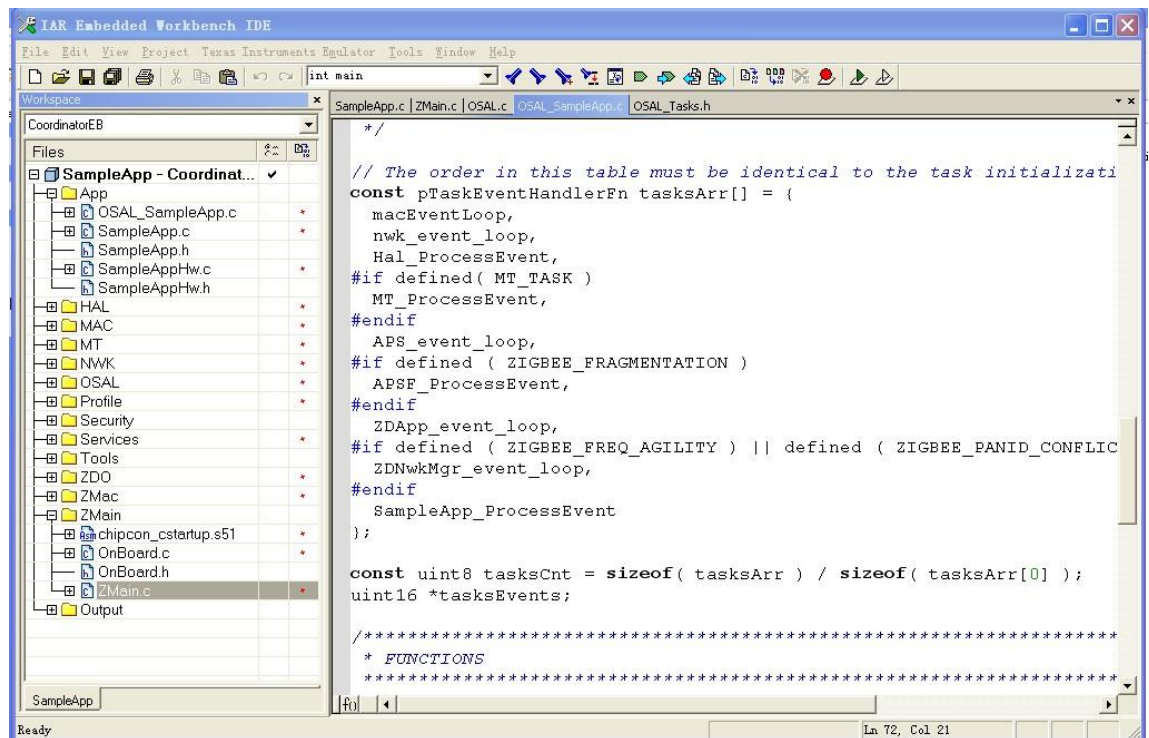 IAR Embedded Workbench IDE
File Edit View Project Texas Instruments Emulator Tools Window Help
int main
Workspace
CoordinatorEB
Files
SampleApp - Coordinat...
App
OSAL_SampleApp.c
SampleApp.c
SampleApp.h
SampleAppHw.c
SampleAppHw.h
HAL
MAC
MT
NWK
OSAL
Profile
Security
Services
Tools
ZDO
ZMac
ZMain
chipcon_cstartup.s51
OnBoard.c
OnBoard.h
ZMain.c
Output
SampleApp
SampleApp.c | ZMain.c | OSAL.c OSAL_SampleApp.c OSAL_Tasks.h
*/
// The order in this table must be identical to the task initializati
const pTaskEventHandlerFn tasksArr[] = {
macEventLoop,
nwk_event_loop,
Hal_ProcessEvent,
#if defined( MT_TASK )
MT_ProcessEvent,
#endif
APS_event_loop,
#if defined ( ZIGBEE_FRAGMENTATION )
APSF_ProcessEvent,
#endif
ZDApp_event_loop,
#if defined ( ZIGBEE_FREQ_AGILITY ) || defined ( ZIGBEE_PANID_CONFLIC
ZDNwkMgr_event_loop,
#endif
SampleApp_ProcessEvent
};
const uint8 tasksCnt = sizeof( tasksArr ) / sizeof( tasksArr[0] );
uint16 *tasksEvents;
/*********************************************************************
* FUNCTIONS
*********************************************************************
f()
Ready
Ln 72, Col 21